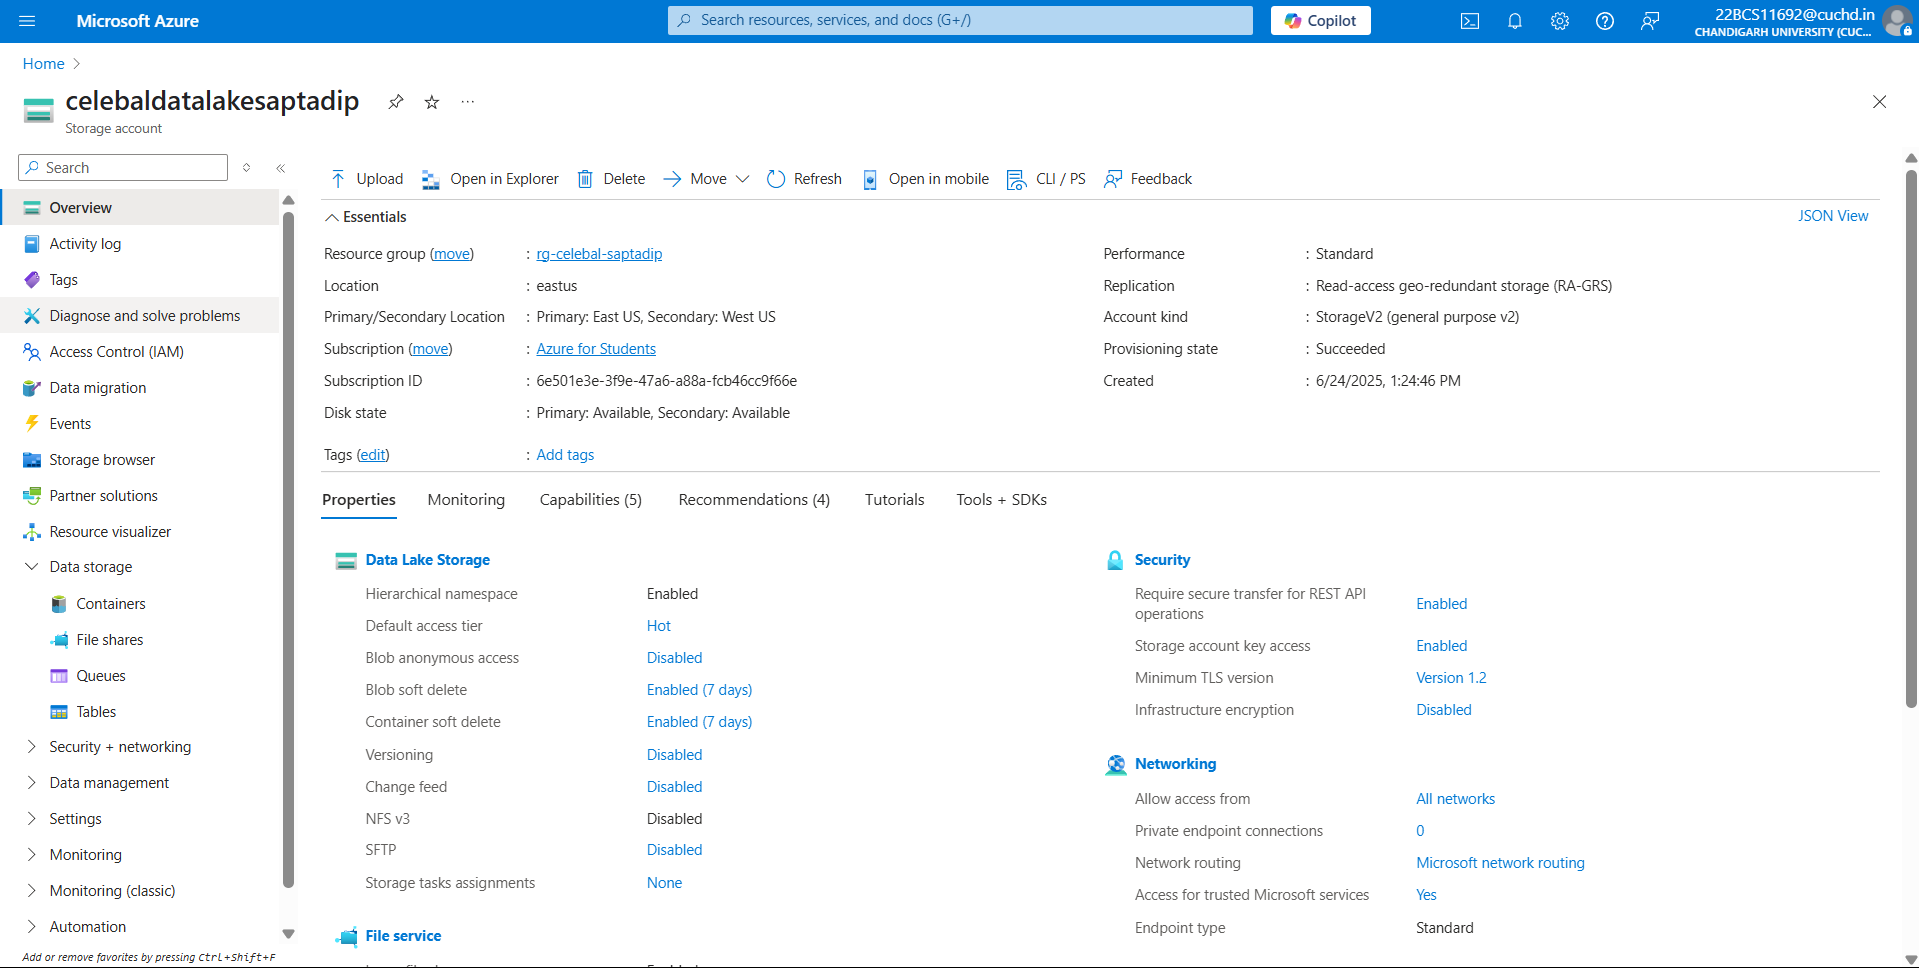 Microsoft Azure
Search resources, services, and docs (G+/)
Copilot
22BCS11692@cuchd.in
CHANDIGARH UNIVERSITY (CUC...
Home
celebaldatalakesaptadip
Storage account
Search
Overview
Activity log
Tags
Diagnose and solve problems
Access Control (IAM)
Data migration
Events
Storage browser
Partner solutions
Resource visualizer
Data storage
Containers
File shares
Queues
Tables
Security + networking
Data management
Settings
Monitoring
Monitoring (classic)
Automation
Add or remove favorites by pressing Ctrl+Shift+F
Upload Open in Explorer Delete Move Refresh Open in mobile CLI / PS Feedback
Essentials
JSON View
Resource group (move) : rg-celebal-saptadip
Location : eastus
Primary/Secondary Location : Primary: East US, Secondary: West US
Subscription (move) : Azure for Students
Subscription ID : 6e501e3e-3f9e-47a6-a88a-fcb46cc9f66e
Disk state : Primary: Available, Secondary: Available
Tags (edit) : Add tags
Performance : Standard
Replication : Read-access geo-redundant storage (RA-GRS)
Account kind : StorageV2 (general purpose v2)
Provisioning state : Succeeded
Created : 6/24/2025, 1:24:46 PM
Properties Monitoring Capabilities (5) Recommendations (4) Tutorials Tools + SDKs
Data Lake Storage
Hierarchical namespace Enabled
Default access tier Hot
Blob anonymous access Disabled
Blob soft delete Enabled (7 days)
Container soft delete Enabled (7 days)
Versioning Disabled
Change feed Disabled
NFS v3 Disabled
SFTP Disabled
Storage tasks assignments None
File service
Security
Require secure transfer for REST API
operations Enabled
Storage account key access Enabled
Minimum TLS version Version 1.2
Infrastructure encryption Disabled
Networking
Allow access from All networks
Private endpoint connections 0
Network routing Microsoft network routing
Access for trusted Microsoft services Yes
Endpoint type Standard